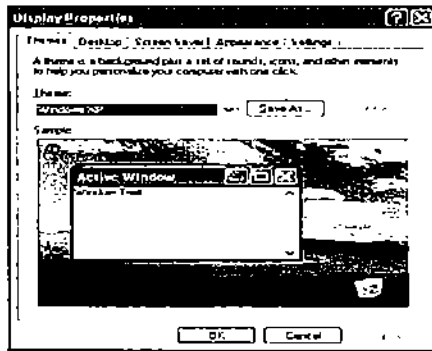 Display Properties
Themes Desktop Screen Saver Appearance Settings
A theme is a background plus a set of sounds, icons, and other elements
to help you personalize your computer with one click.
Theme:
Windows XP Save As...
Sample:
Active Window
Window Text
OK Cancel